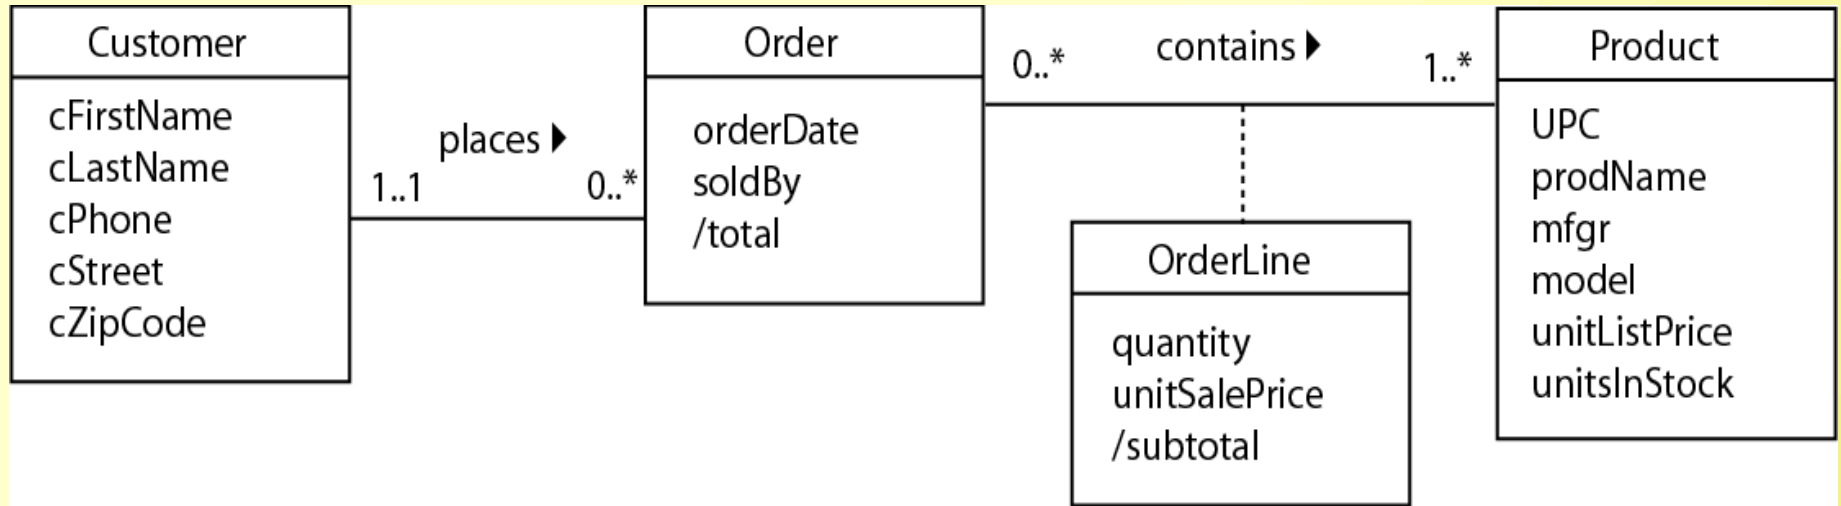 Customer
cFirstName
cLastName
cPhone
cStreet
cZipCode
places ▶
1..1
0..*
Order
orderDate
soldBy
/total
0..*
contains ▶
1..*
OrderLine
quantity
unitSalePrice
/subtotal
Product
UPC
prodName
mfgr
model
unitListPrice
unitsInStock